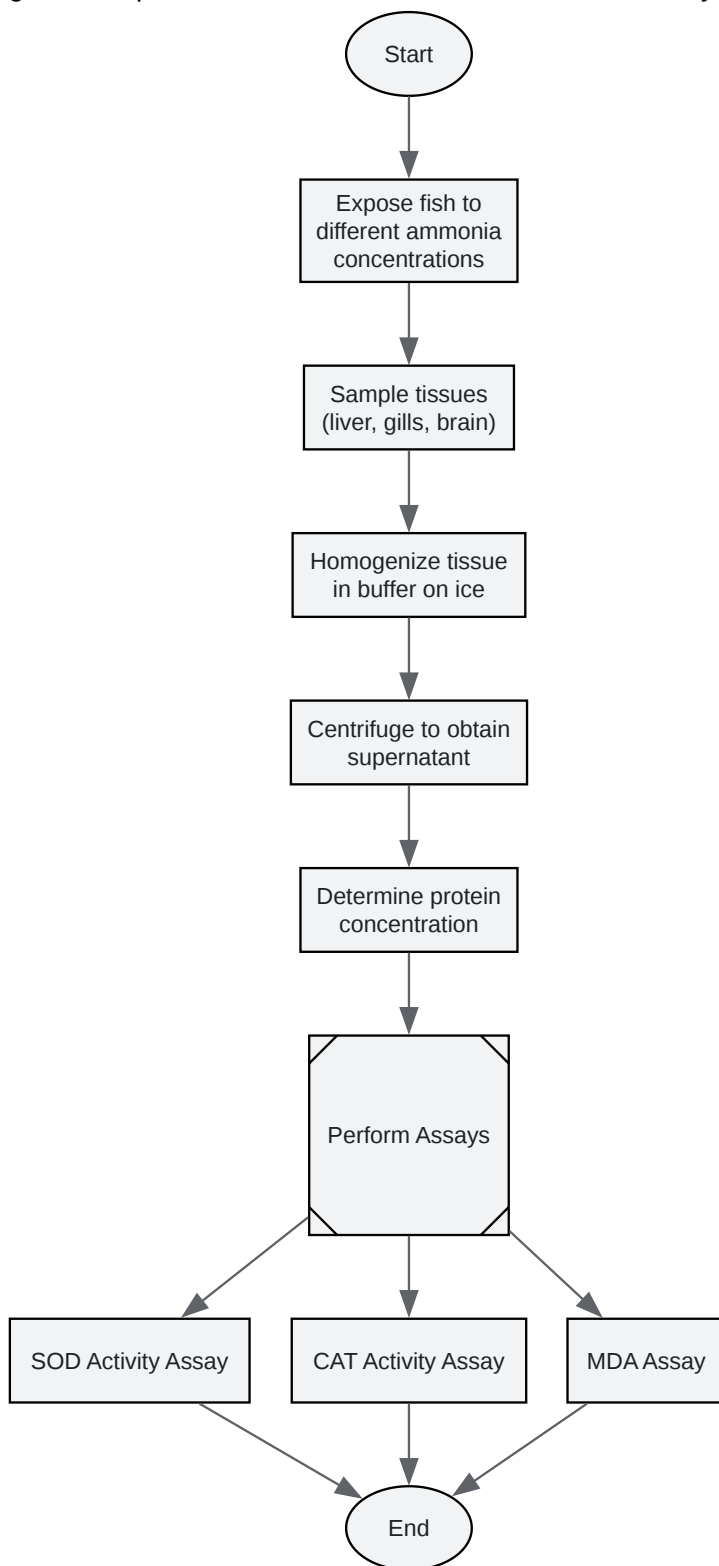 Start
Expose fish to
different ammonia
concentrations
Sample tissues
(liver, gills, brain)
Homogenize tissue
in buffer on ice
Centrifuge to obtain
supernatant
Determine protein
concentration
Perform Assays
SOD Activity Assay
CAT Activity Assay
MDA Assay
End